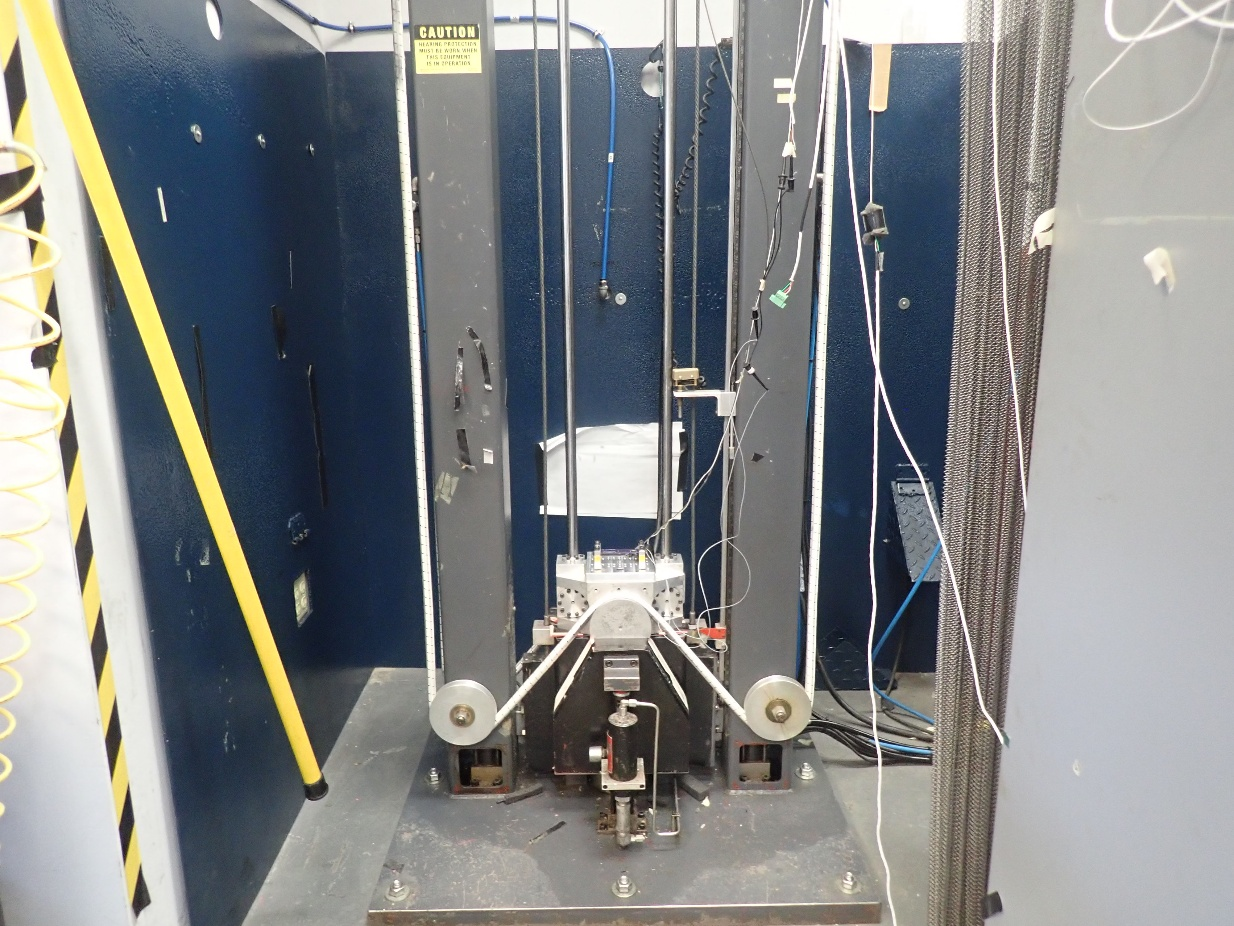 CAUTION
HEARING PROTECTION
MUST BE WORN WHEN
THIS EQUIPMENT
IS IN OPERATION